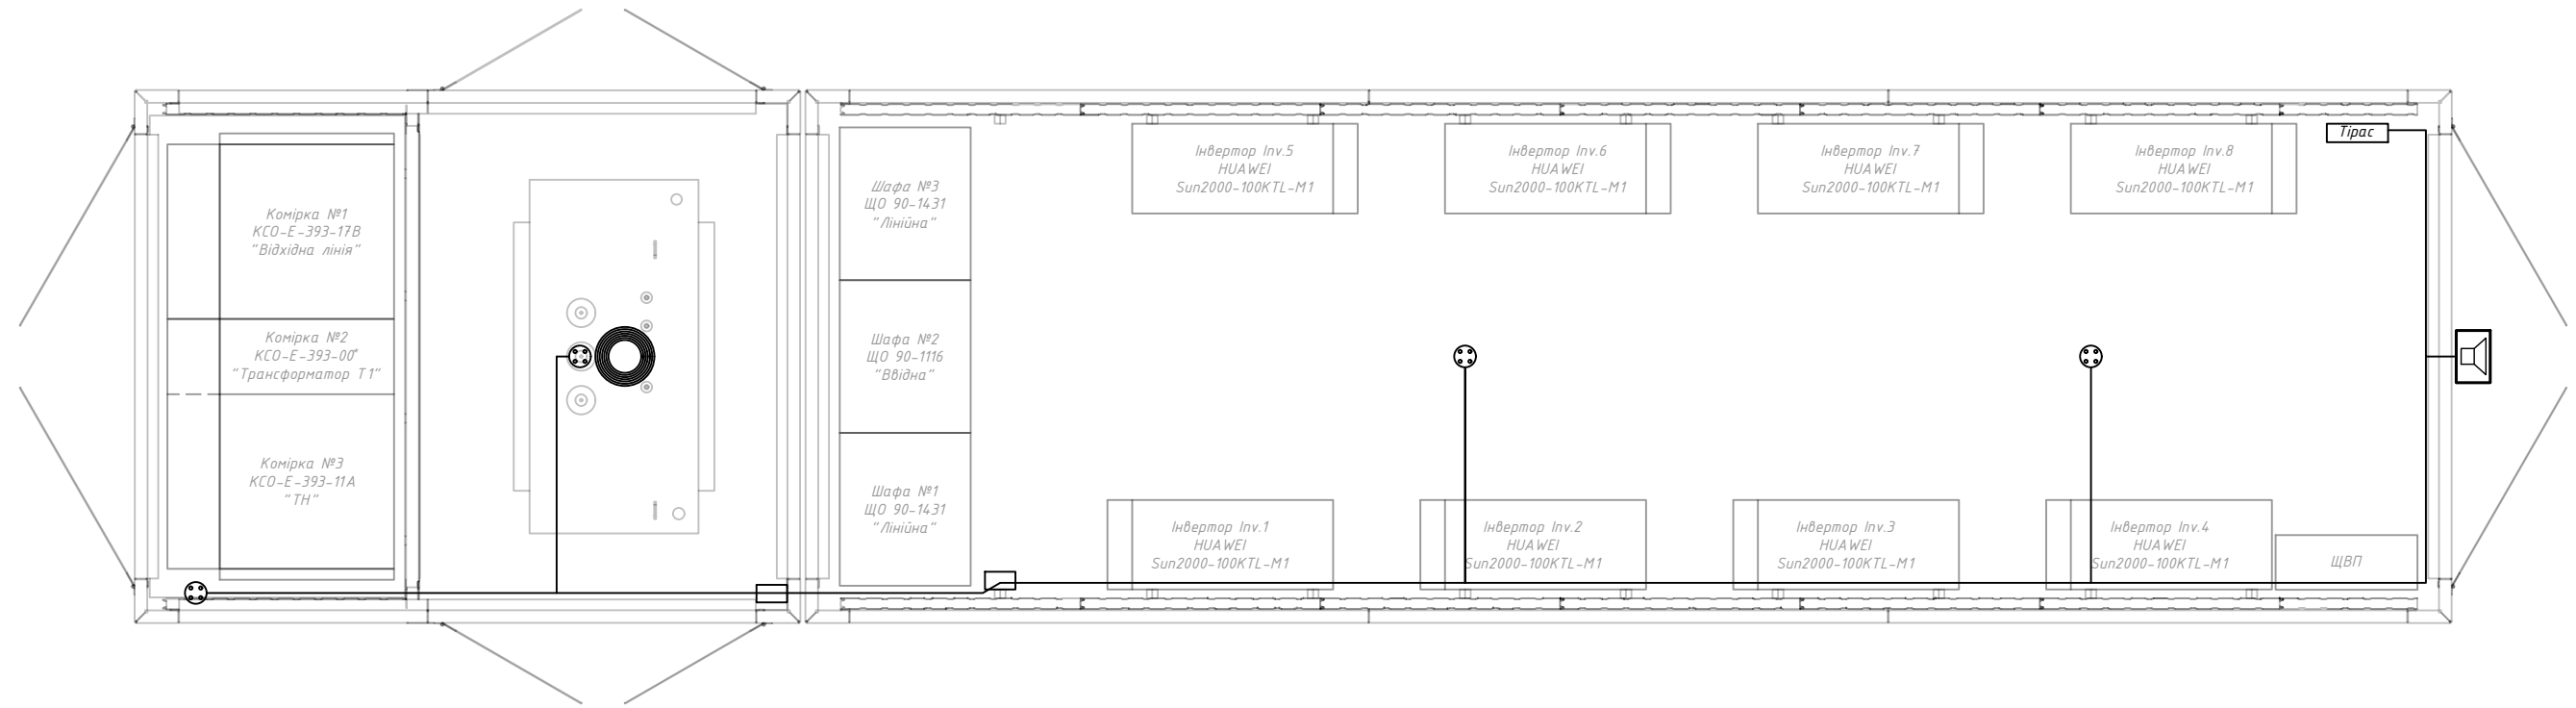 Комірка №1
КСО-Е-393-17В
"Відхідна лінія"
Комірка №2
КСО-Е-393-00*
"Трансформатор Т1"
Комірка №3
КСО-Е-393-11А
"ТН"
Шафа №3
ЩО 90-1431
"Лінійна"
Шафа №2
ЩО 90-1116
"Ввідна"
Шафа №1
ЩО 90-1431
"Лінійна"
Інвертор Inv.5
HUAWEI
Sun2000-100KTL-M1
Інвертор Inv.6
HUAWEI
Sun2000-100KTL-M1
Інвертор Inv.7
HUAWEI
Sun2000-100KTL-M1
Інвертор Inv.8
HUAWEI
Sun2000-100KTL-M1
Тірас
Інвертор Inv.1
HUAWEI
Sun2000-100KTL-M1
Інвертор Inv.2
HUAWEI
Sun2000-100KTL-M1
Інвертор Inv.3
HUAWEI
Sun2000-100KTL-M1
Інвертор Inv.4
HUAWEI
Sun2000-100KTL-M1
ЩВП